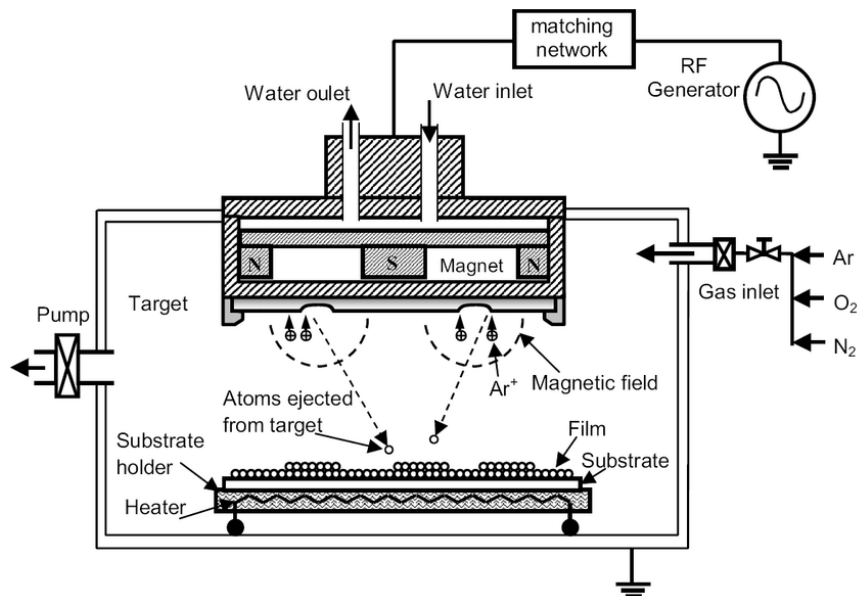 matching
network
RF
Generator
Water oulet
Water inlet
N
S
Magnet
N
Ar
Gas inlet
O2
N2
Target
Pump
Ar+
Magnetic field
Atoms ejected
from target
Film
Substrate
holder
Substrate
Heater